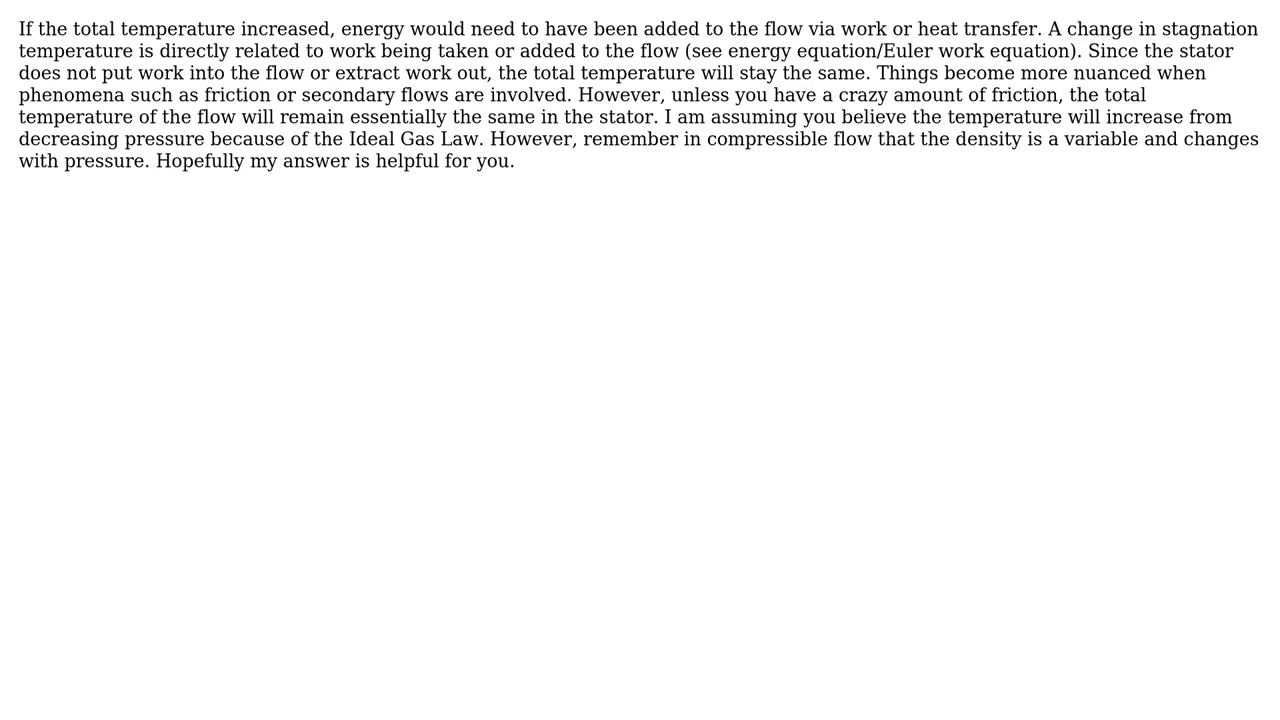 If the total temperature increased, energy would need to have been added to the flow via work or heat transfer. A change in stagnation
temperature is directly related to work being taken or added to the flow (see energy equation/Euler work equation). Since the stator
does not put work into the flow or extract work out, the total temperature will stay the same. Things become more nuanced when
phenomena such as friction or secondary flows are involved. However, unless you have a crazy amount of friction, the total
temperature of the flow will remain essentially the same in the stator. I am assuming you believe the temperature will increase from
decreasing pressure because of the Ideal Gas Law. However, remember in compressible flow that the density is a variable and changes
with pressure. Hopefully my answer is helpful for you.